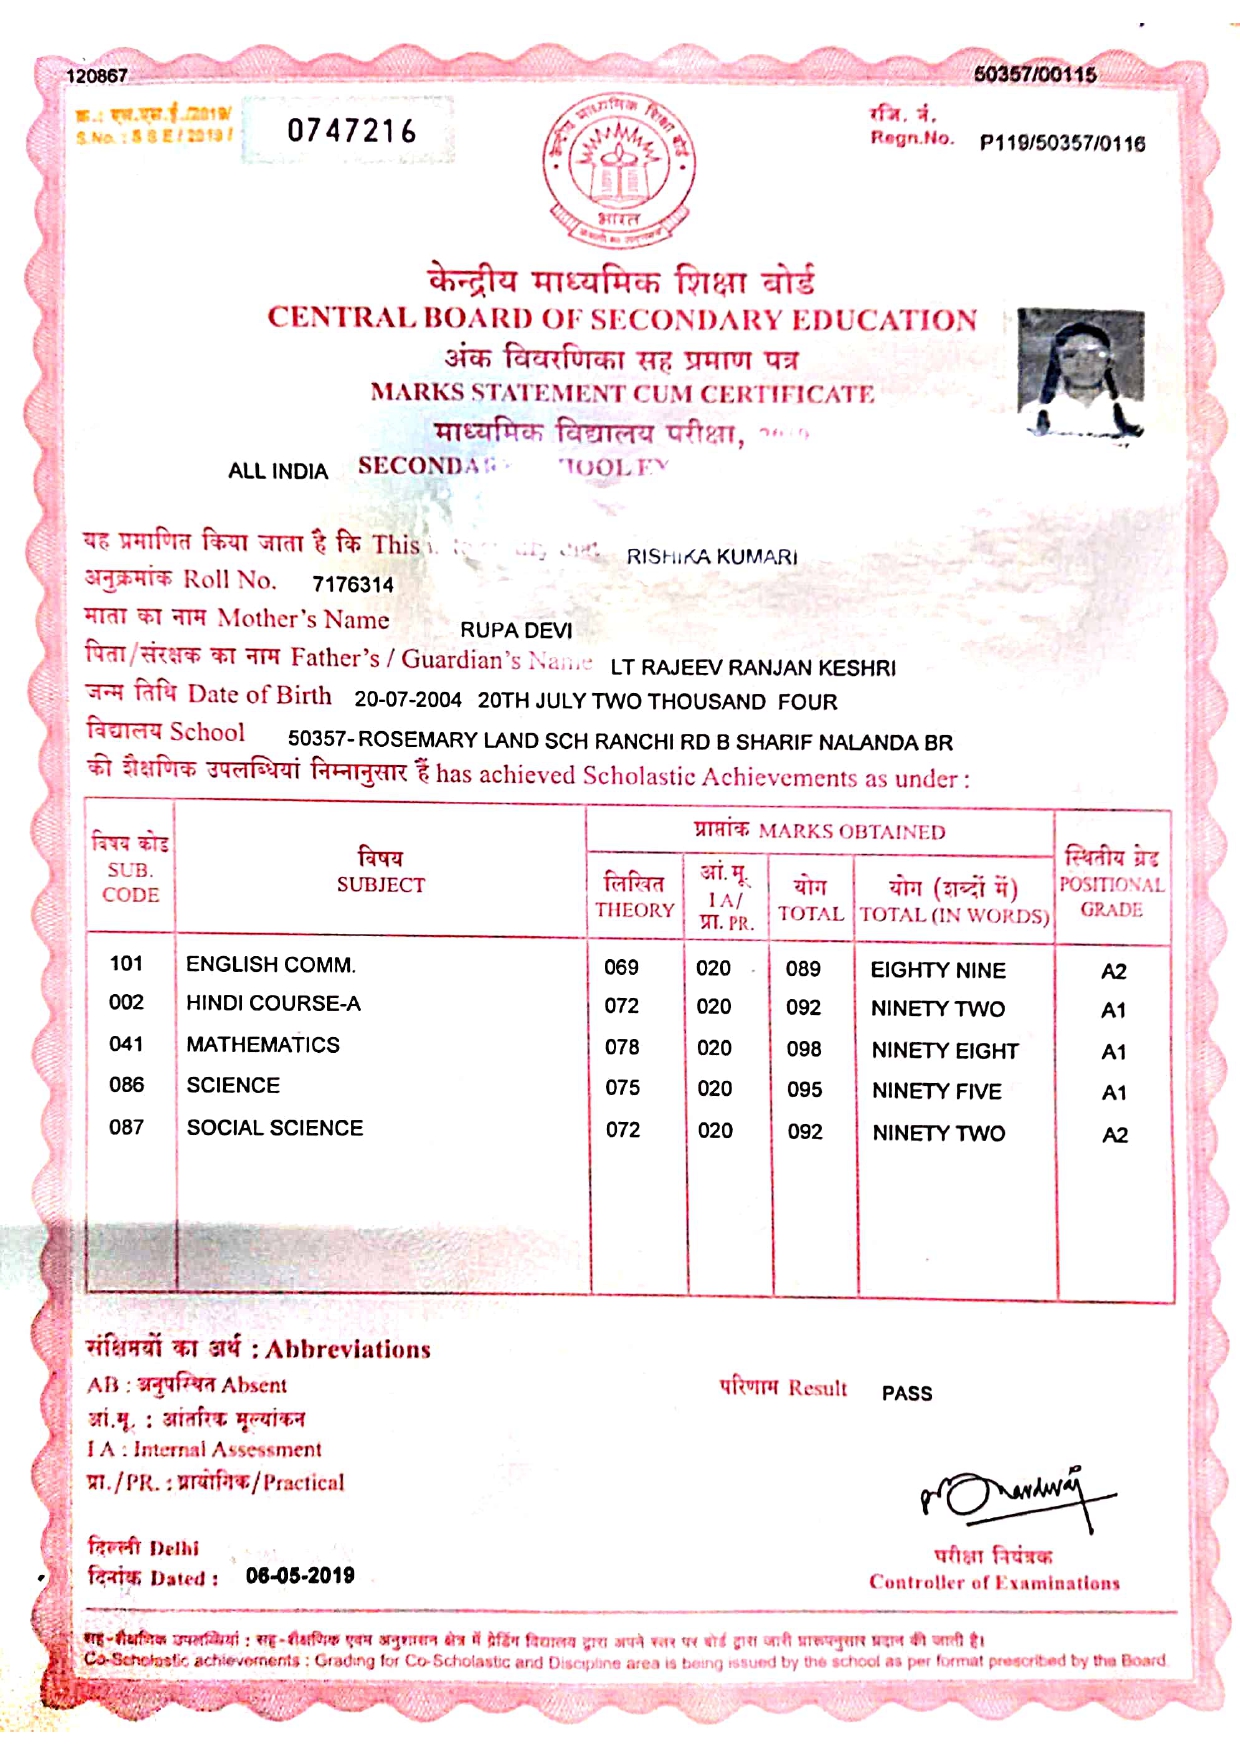 120867
50357/00115
क्र.: एस.एस.ई./2019/
S.No. : S S E / 2019 /
0747216
रजि. नं.
Regn.No. P119/50357/0116
केन्द्रीय माध्यमिक शिक्षा बोर्ड
भारत
केन्द्रीय माध्यमिक शिक्षा बोर्ड
CENTRAL BOARD OF SECONDARY EDUCATION
अंक विवरणिका सह प्रमाण पत्र
MARKS STATEMENT CUM CERTIFICATE
माध्यमिक विद्यालय परीक्षा,
ALL INDIA
यह प्रमाणित किया जाता है कि This RISHIKA KUMARI
अनुक्रमांक Roll No. 7176314
माता का नाम Mother's Name RUPA DEVI
पिता/संरक्षक का नाम Father's / Guardian's Name LT RAJEEV RANJAN KESHRI
जन्म तिथि Date of Birth 20-07-2004 20TH JULY TWO THOUSAND FOUR
विद्यालय School 50357-ROSEMARY LAND SCH RANCHI RD B SHARIF NALANDA BR
की शैक्षणिक उपलब्धियां निम्नानुसार हैं has achieved Scholastic Achievements as under :
विषय कोड
SUB.
CODE
विषय
SUBJECT
प्राप्तांक MARKS OBTAINED
लिखित
THEORY
आं.मू.
I A/
प्रा. PR.
योग
TOTAL
योग (शब्दों में)
TOTAL (IN WORDS)
स्थितीय ग्रेड
POSITIONAL
GRADE
101 ENGLISH COMM. 069 020 089 EIGHTY NINE A2
002 HINDI COURSE-A 072 020 092 NINETY TWO A1
041 MATHEMATICS 078 020 098 NINETY EIGHT A1
086 SCIENCE 075 020 095 NINETY FIVE A1
087 SOCIAL SCIENCE 072 020 092 NINETY TWO A2
संक्षिप्तियों का अर्थ : Abbreviations
AB : अनुपस्थित Absent
आं.मू. : आंतरिक मूल्यांकन
I A : Internal Assessment
प्रा./PR. : प्रायोगिक/Practical
परिणाम Result PASS
दिल्ली Delhi
दिनांक Dated : 06-05-2019
परीक्षा नियंत्रक
Controller of Examinations
सह-शैक्षणिक उपलब्धियां : सह-शैक्षणिक एवम अनुशासन क्षेत्र में ग्रेडिंग विद्यालय द्वारा अपने स्तर पर बोर्ड द्वारा जारी प्रारूपनुसार प्रदान की जाती है।
Co-Scholastic achievements : Grading for Co-Scholastic and Discipline area is being issued by the school as per format prescribed by the Board.